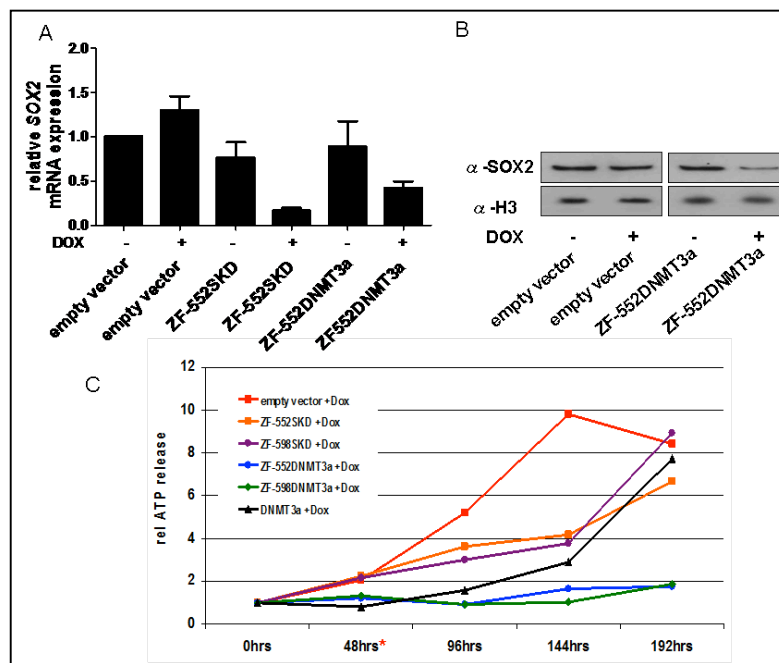 A
relative SOX2
mRNA expression
2.0
1.5
1.0
0.5
0.0
DOX - + - + - +
empty vector
empty vector
ZF-552SKD
ZF-552SKD
ZF-552DNMT3a
ZF552DNMT3a
B
α-SOX2
α-H3
DOX - + - +
empty vector
empty vector
ZF-552DNMT3a
ZF-552DNMT3a
C
rel ATP release
12
10
8
6
4
2
0
empty vector +Dox
ZF-552SKD +Dox
ZF-598SKD +Dox
ZF-552DNMT3a +Dox
ZF-598DNMT3a +Dox
DNMT3a +Dox
0hrs 48hrs* 96hrs 144hrs 192hrs